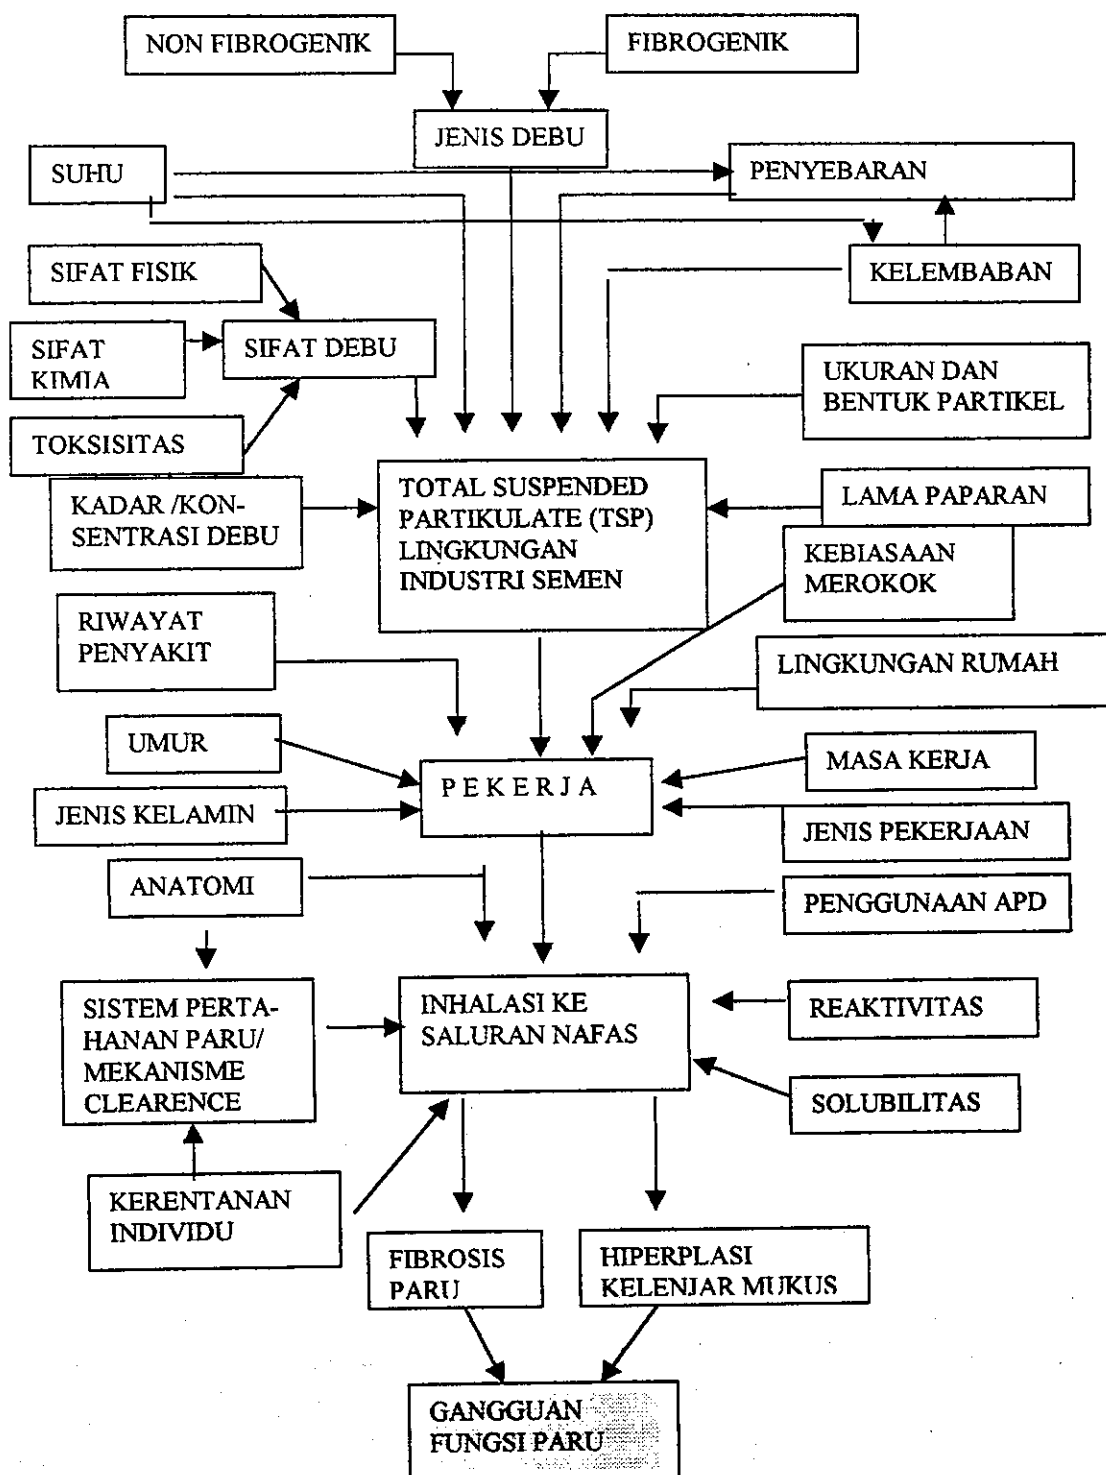 NON FIBROGENIK
FIBROGENIK
JENIS DEBU
SUHU
PENYEBARAN
SIFAT FISIK
KELEMBABAN
SIFAT
KIMIA
SIFAT DEBU
UKURAN DAN
BENTUK PARTIKEL
TOKSISITAS
KADAR /KON-
SENTRASI DEBU
TOTAL SUSPENDED
PARTIKULATE (TSP)
LINGKUNGAN
INDUSTRI SEMEN
LAMA PAPARAN
KEBIASAAN
MEROKOK
RIWAYAT
PENYAKIT
LINGKUNGAN RUMAH
UMUR
PEKERJA
MASA KERJA
JENIS KELAMIN
JENIS PEKERJAAN
ANATOMI
PENGGUNAAN APD
SISTEM PERTA-
HANAN PARU/
MEKANISME
CLEARENCE
INHALASI KE
SALURAN NAFAS
REAKTIVITAS
SOLUBILITAS
KERENTANAN
INDIVIDU
FIBROSIS
PARU
HIPERPLASI
KELENJAR MUKUS
GANGGUAN
FUNGSI PARU